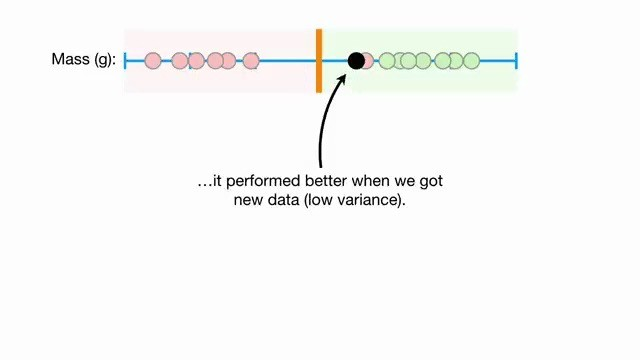 Mass (g):
…it performed better when we got
new data (low variance).